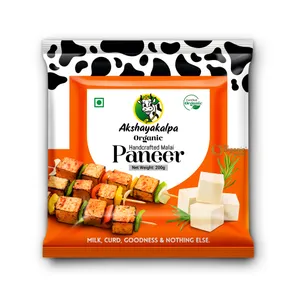 Akshayakalpa
Organic
Handcrafted Malai
Paneer
Net Weight: 200g
MILK, CURD, GOODNESS & NOTHING ELSE.